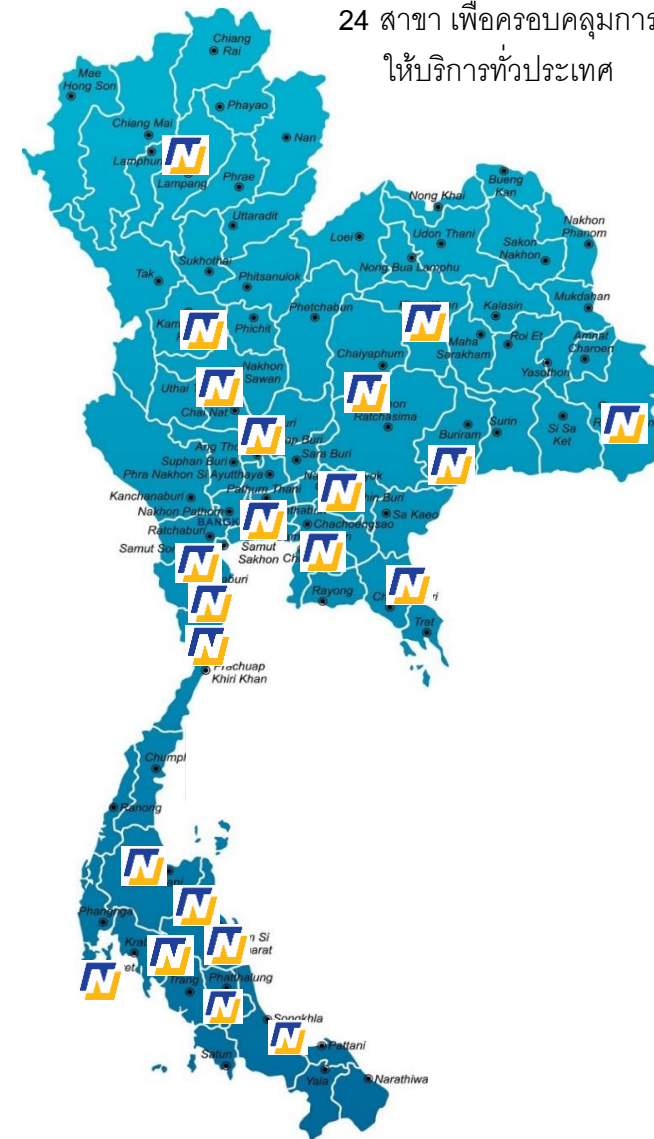 24 สาขา เพื่อครอบคลุมการ
ให้บริการทั่วประเทศ
Chiang
Rai
Mae
Hong Son
Phayao
Chiang Mai
Nan
Lampang
Phrae
Uttaradit
Nong Khai
Bueng
Kan
Loei
Udon Thani
Nakhon
Phanom
Sakon
Nakhon
Nong Bua Lamphu
Sukhothai
Tak
Phitsanulok
Phetchabun
Phichit
Kalasin
Mukdahan
Maha
Sarakham
Roi Et
Amnat
Charoen
Yasothon
Chaiyaphum
Nakhon
Sawan
Chai Nat
Ratchasima
Buriram
Surin
Si Sa
Ket
Sara Buri
Suphan Buri
Phra Nakhon Si Ayutthaya
Pathum Thani
Kanchanaburi
Nakhon Pathom
Chachoengsao
Sa Kaeo
Ratchaburi
Samut
Sakhon
Rayong
Trat
Prachuap
Khiri Khan
Ranong
Phangnga
Trang
Phatthalung
Songkhla
Pattani
Satun
Yala
Narathiwa